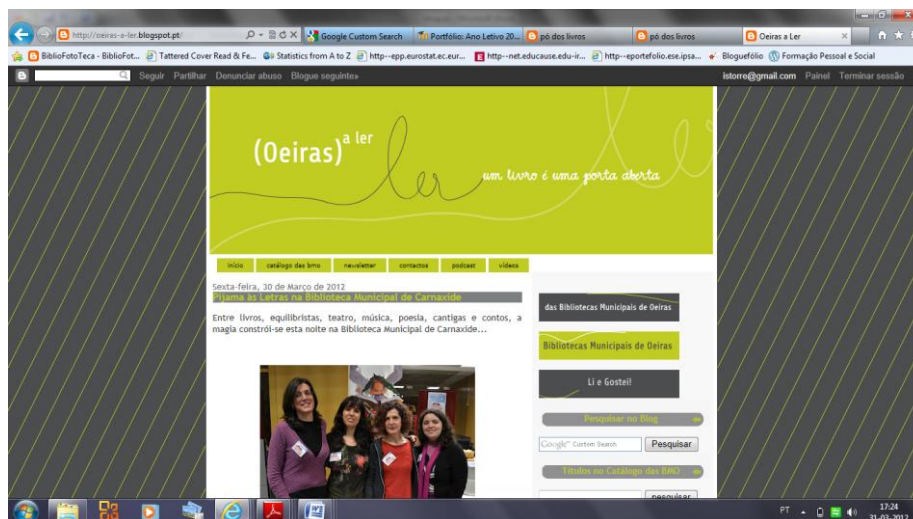 http://oeiras-a-ler.blogspot.pt/
Google Custom Search
Portfólio: Ano Letivo 20...
pó dos livros
pó dos livros
Oeiras a Ler
BiblioFotoTeca - BiblioFot...
Tattered Cover Read & Fe...
Statistics from A to Z
http--epp.eurostat.ec.eur...
http--net.educause.edu-ir...
http--eportefolio.ese.ipsa...
Bloguefólio
Formação Pessoal e Social
Seguir Partilhar Denunciar abuso Blogue seguinte»
istorre@gmail.com Painel Terminar sessão
(Oeiras) a ler
ler
um livro é uma porta aberta
início catálogo das bmo newsletter contactos podcast vídeos
Sexta-feira, 30 de Março de 2012
Pijama às Letras na Biblioteca Municipal de Carnaxide
Entre livros, equilibristas, teatro, música, poesia, cantigas e contos, a
magia constrói-se esta noite na Biblioteca Municipal de Carnaxide...
das Bibliotecas Municipais de Oeiras
Bibliotecas Municipais de Oeiras
Li e Gostei!
Pesquisar no Blog
Google™ Custom Search Pesquisar
Títulos no Catálogo das BMO
pesquisar
PT
17:24
31-03-2012